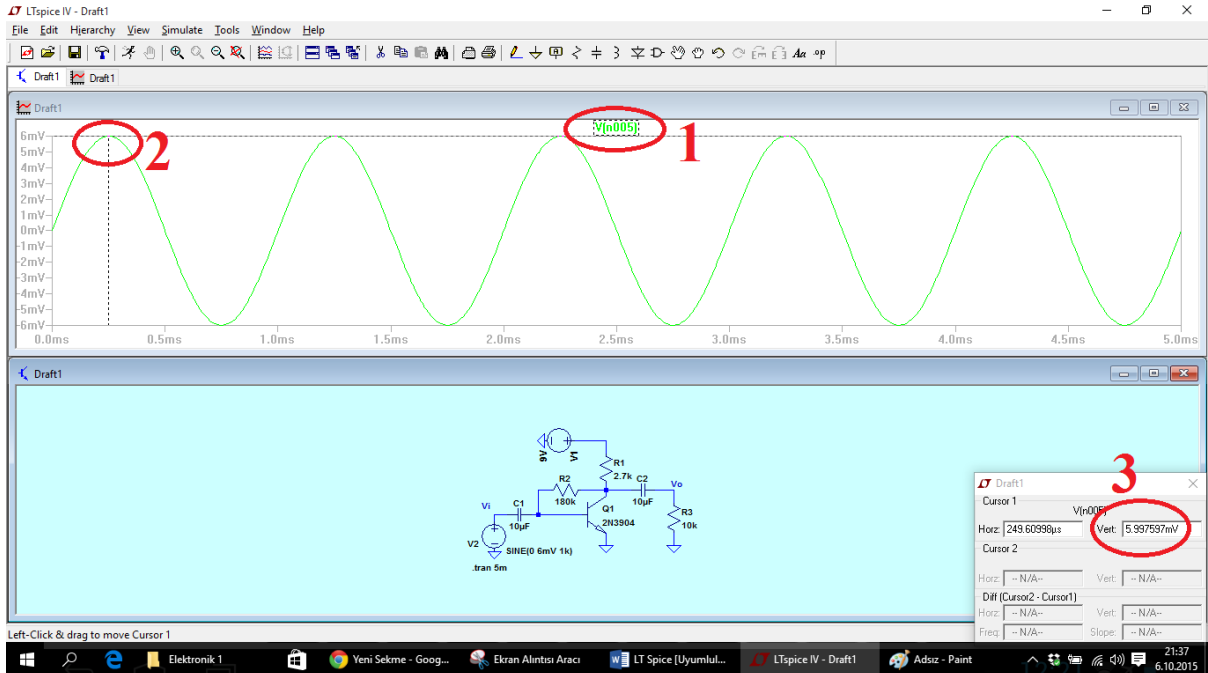 LTspice IV - Draft1
File Edit Hierarchy View Simulate Tools Window Help
Aa .op
Draft1 Draft1
Draft1
V(n005)
1
2
6mV
5mV
4mV
3mV
2mV
1mV
0mV
-1mV
-2mV
-3mV
-4mV
-5mV
-6mV
0.0ms 0.5ms 1.0ms 1.5ms 2.0ms 2.5ms 3.0ms 3.5ms 4.0ms 4.5ms 5.0ms
Draft1
9V V1
R1
2.7k
R2
180k
C2
10µF
Vo
Vi
C1
10µF
Q1
2N3904
R3
10k
V2
SINE(0 6mV 1k)
.tran 5m
3
Draft1
Cursor 1
V(n005)
Horz: 249.60998µs Vert: 5.997597mV
Cursor 2
Horz: -- N/A-- Vert: -- N/A--
Diff (Cursor2 - Cursor1)
Horz: -- N/A-- Vert: -- N/A--
Freq: -- N/A-- Slope: -- N/A--
Left-Click & drag to move Cursor 1
Elektronik 1 Yeni Sekme - Goog... Ekran Alıntısı Aracı LT Spice [Uyumlul... LTspice IV - Draft1 Adsız - Paint
21:37
6.10.2015